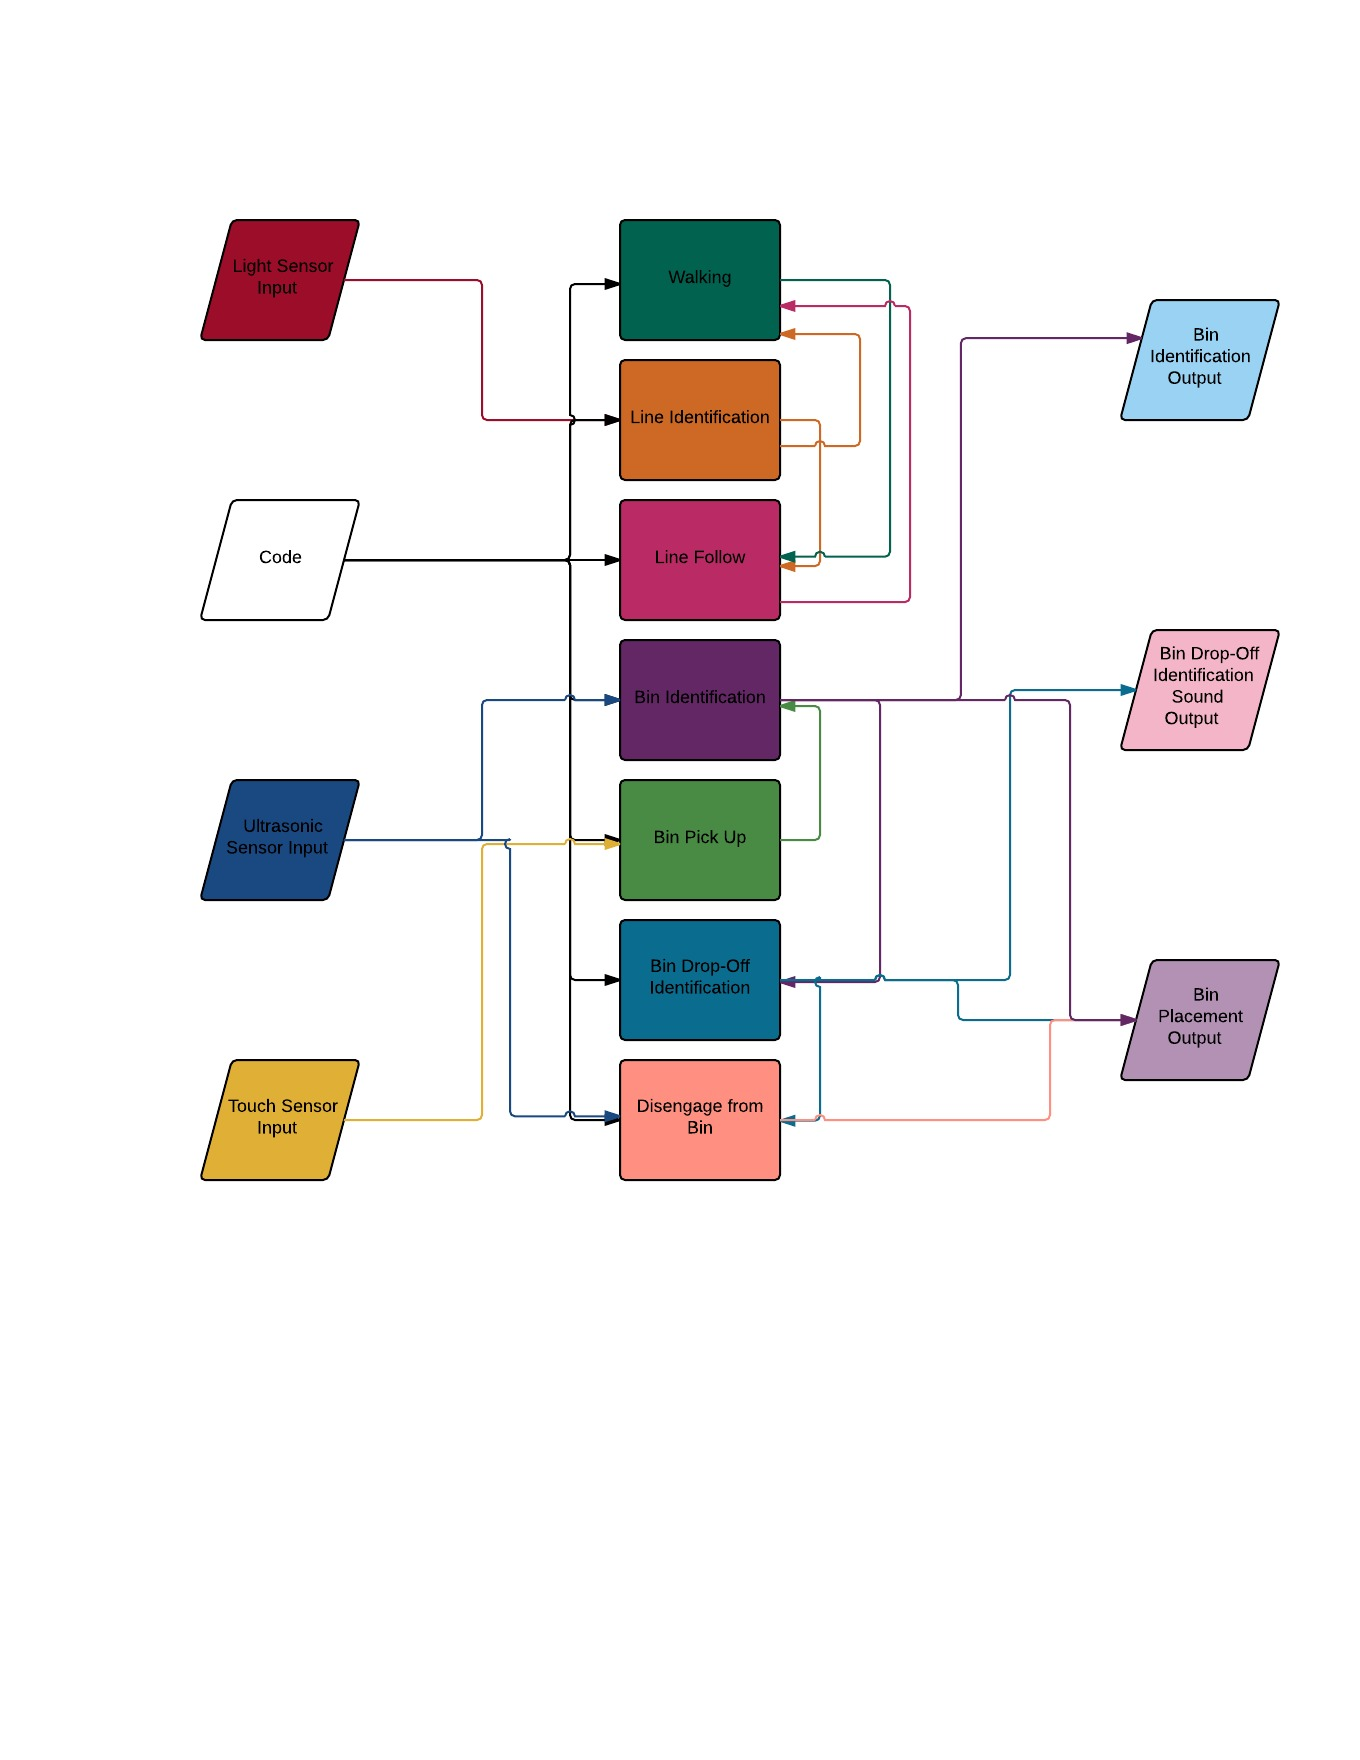 Light Sensor
Input
Code
Ultrasonic
Sensor Input
Touch Sensor
Input
Walking
Line Identification
Line Follow
Bin Identification
Bin Pick Up
Bin Drop-Off
Identification
Disengage from
Bin
Bin
Identification
Output
Bin Drop-Off
Identification
Sound
Output
Bin
Placement
Output